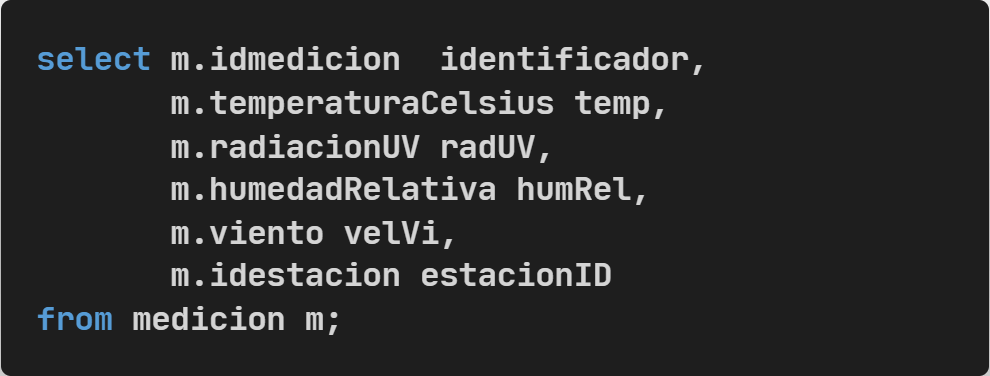 select m.idmedicion  identificador,
       m.temperaturaCelsius temp,
       m.radiacionUV radUV,
       m.humedadRelativa humRel,
       m.viento velVi,
       m.idestacion estacionID
from medicion m;